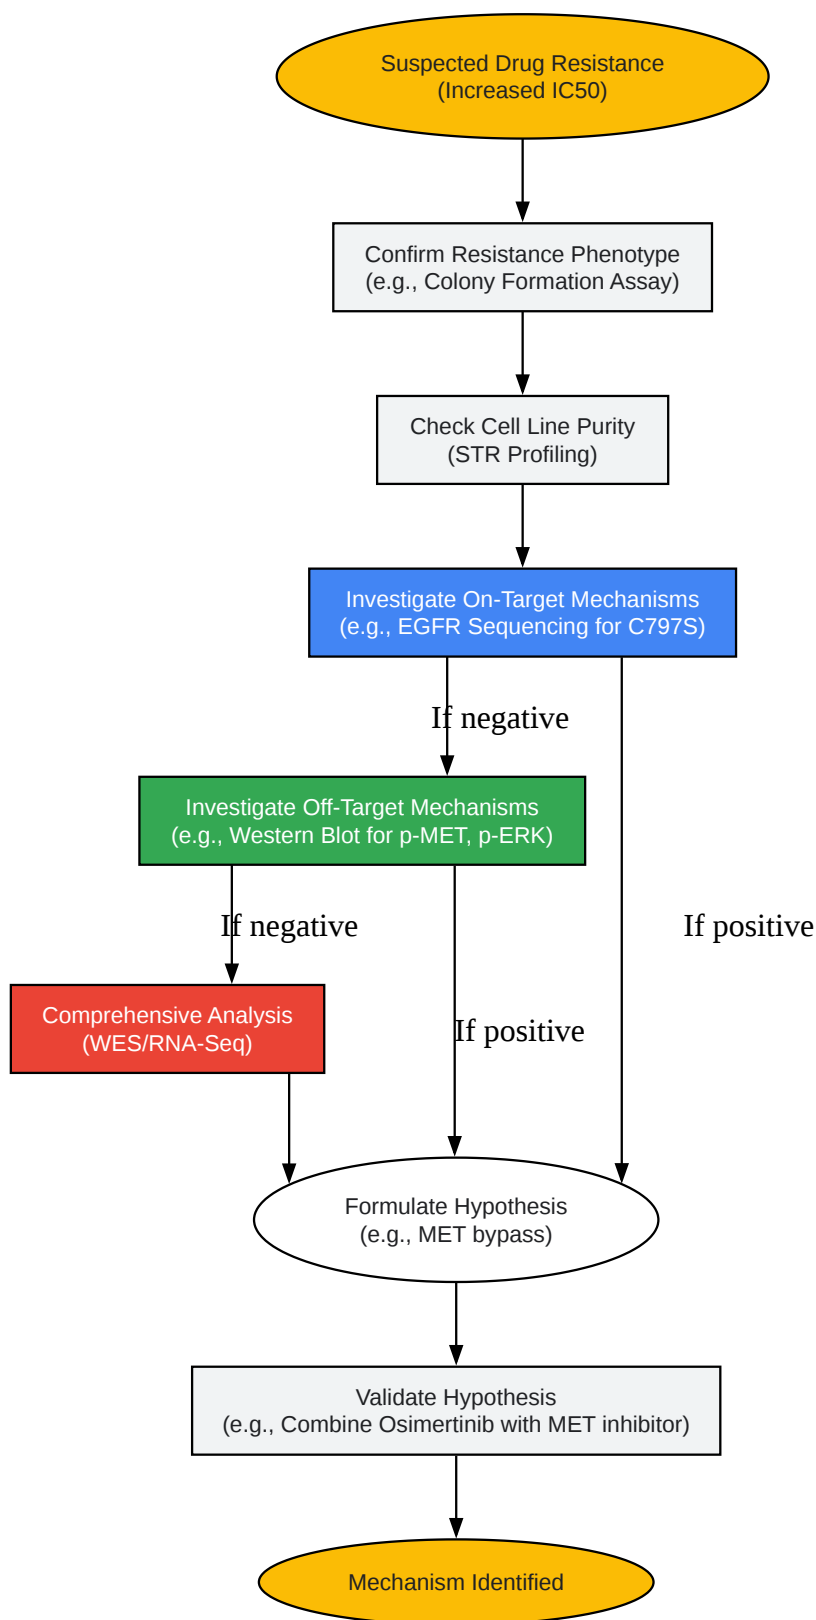 Suspected Drug Resistance
(Increased IC50)
Confirm Resistance Phenotype
(e.g., Colony Formation Assay)
Check Cell Line Purity
(STR Profiling)
Investigate On-Target Mechanisms
(e.g., EGFR Sequencing for C797S)
If negative
Investigate Off-Target Mechanisms
(e.g., Western Blot for p-MET, p-ERK)
If negative
If positive
Comprehensive Analysis
(WES/RNA-Seq)
If positive
Formulate Hypothesis
(e.g., MET bypass)
Validate Hypothesis
(e.g., Combine Osimertinib with MET inhibitor)
Mechanism Identified